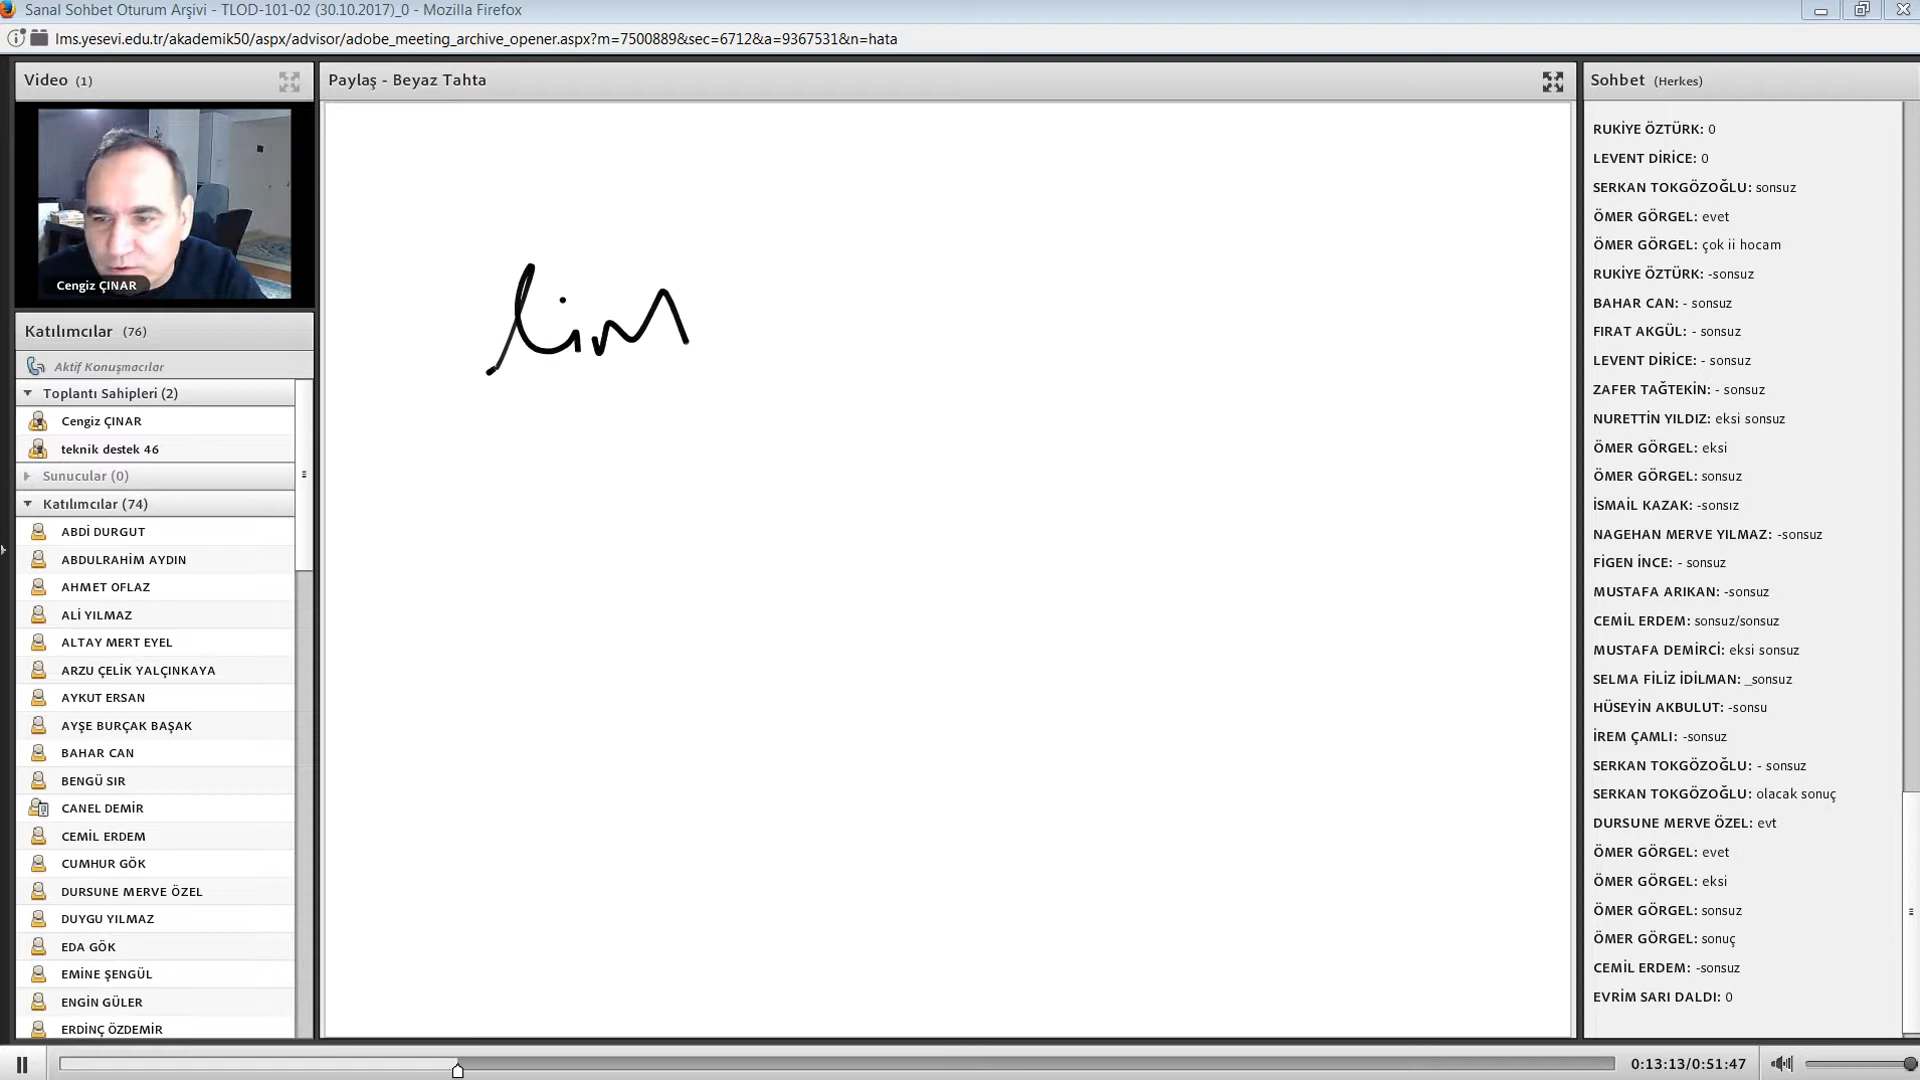 Sanal Sohbet Oturum Arşivi - TLOD-101-02 (30.10.2017)_0 - Mozilla Firefox
lms.yesevi.edu.tr/akademik50/aspx/advisor/adobe_meeting_archive_opener.aspx?m=7500889&sec=6712&a=9367531&n=hata
Video (1)
Cengiz ÇINAR
Katılımcılar (76)
Aktif Konuşmacılar
Toplantı Sahipleri (2)
Cengiz ÇINAR
teknik destek 46
Sunucular (0)
Katılımcılar (74)
ABDİ DURGUT
ABDULRAHİM AYDIN
AHMET OFLAZ
ALİ YILMAZ
ALTAY MERT EYEL
ARZU ÇELİK YALÇINKAYA
AYKUT ERSAN
AYŞE BURÇAK BAŞAK
BAHAR CAN
BENGÜ SIR
CANEL DEMİR
CEMİL ERDEM
CUMHUR GÖK
DURSUNE MERVE ÖZEL
DUYGU YILMAZ
EDA GÖK
EMİNE ŞENGÜL
ENGİN GÜLER
ERDİNÇ ÖZDEMİR
Paylaş - Beyaz Tahta
lim
Sohbet (Herkes)
RUKİYE ÖZTÜRK: 0
LEVENT DİRİCE: 0
SERKAN TOKGÖZOĞLU: sonsuz
ÖMER GÖRGEL: evet
ÖMER GÖRGEL: çok ii hocam
RUKİYE ÖZTÜRK: -sonsuz
BAHAR CAN: - sonsuz
FIRAT AKGÜL: - sonsuz
LEVENT DİRİCE: - sonsuz
ZAFER TAĞTEKİN: - sonsuz
NURETTİN YILDIZ: eksi sonsuz
ÖMER GÖRGEL: eksi
ÖMER GÖRGEL: sonsuz
İSMAİL KAZAK: -sonsız
NAGEHAN MERVE YILMAZ: -sonsuz
FİGEN İNCE: - sonsuz
MUSTAFA ARIKAN: -sonsuz
CEMİL ERDEM: sonsuz/sonsuz
MUSTAFA DEMİRCİ: eksi sonsuz
SELMA FİLİZ İDİLMAN: _sonsuz
HÜSEYİN AKBULUT: -sonsu
İREM ÇAMLI: -sonsuz
SERKAN TOKGÖZOĞLU: - sonsuz
SERKAN TOKGÖZOĞLU: olacak sonuç
DURSUNE MERVE ÖZEL: evt
ÖMER GÖRGEL: evet
ÖMER GÖRGEL: eksi
ÖMER GÖRGEL: sonsuz
ÖMER GÖRGEL: sonuç
CEMİL ERDEM: -sonsuz
EVRİM SARI DALDI: 0
0:13:13/0:51:47